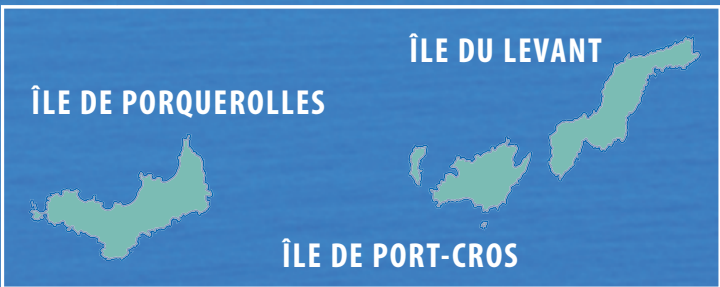 ÎLE DU LEVANT
ÎLE DE PORQUEROLLES
ÎLE DE PORT-CROS